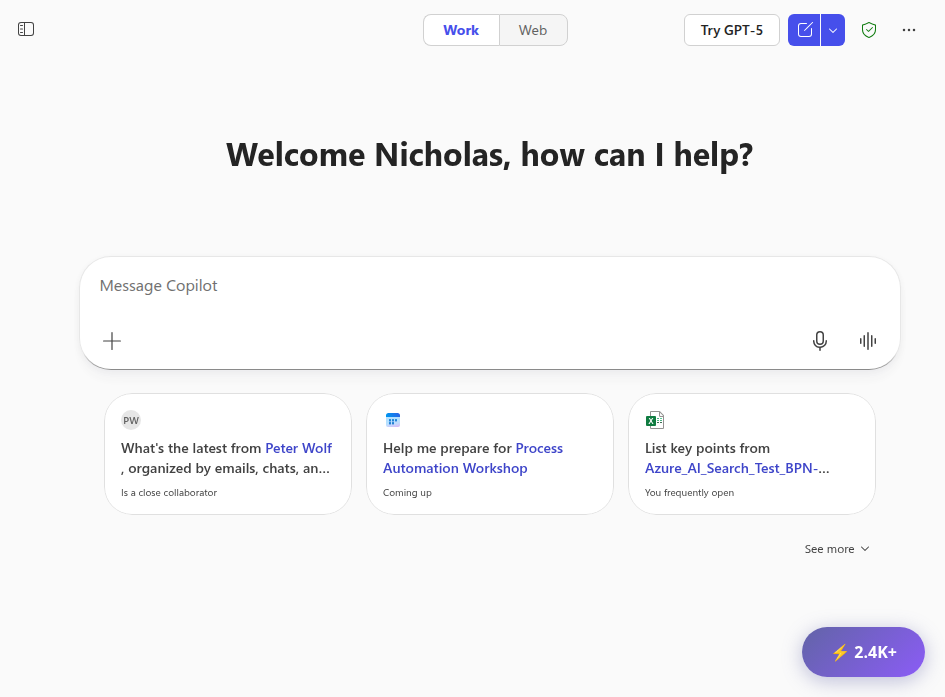 Work
Web
Try GPT-5
Welcome Nicholas, how can I help?
Message Copilot
PW
What's the latest from Peter Wolf
, organized by emails, chats, an...
Is a close collaborator
Help me prepare for Process
Automation Workshop
Coming up
List key points from
Azure_AI_Search_Test_BPN-...
You frequently open
See more
⚡ 2.4K+